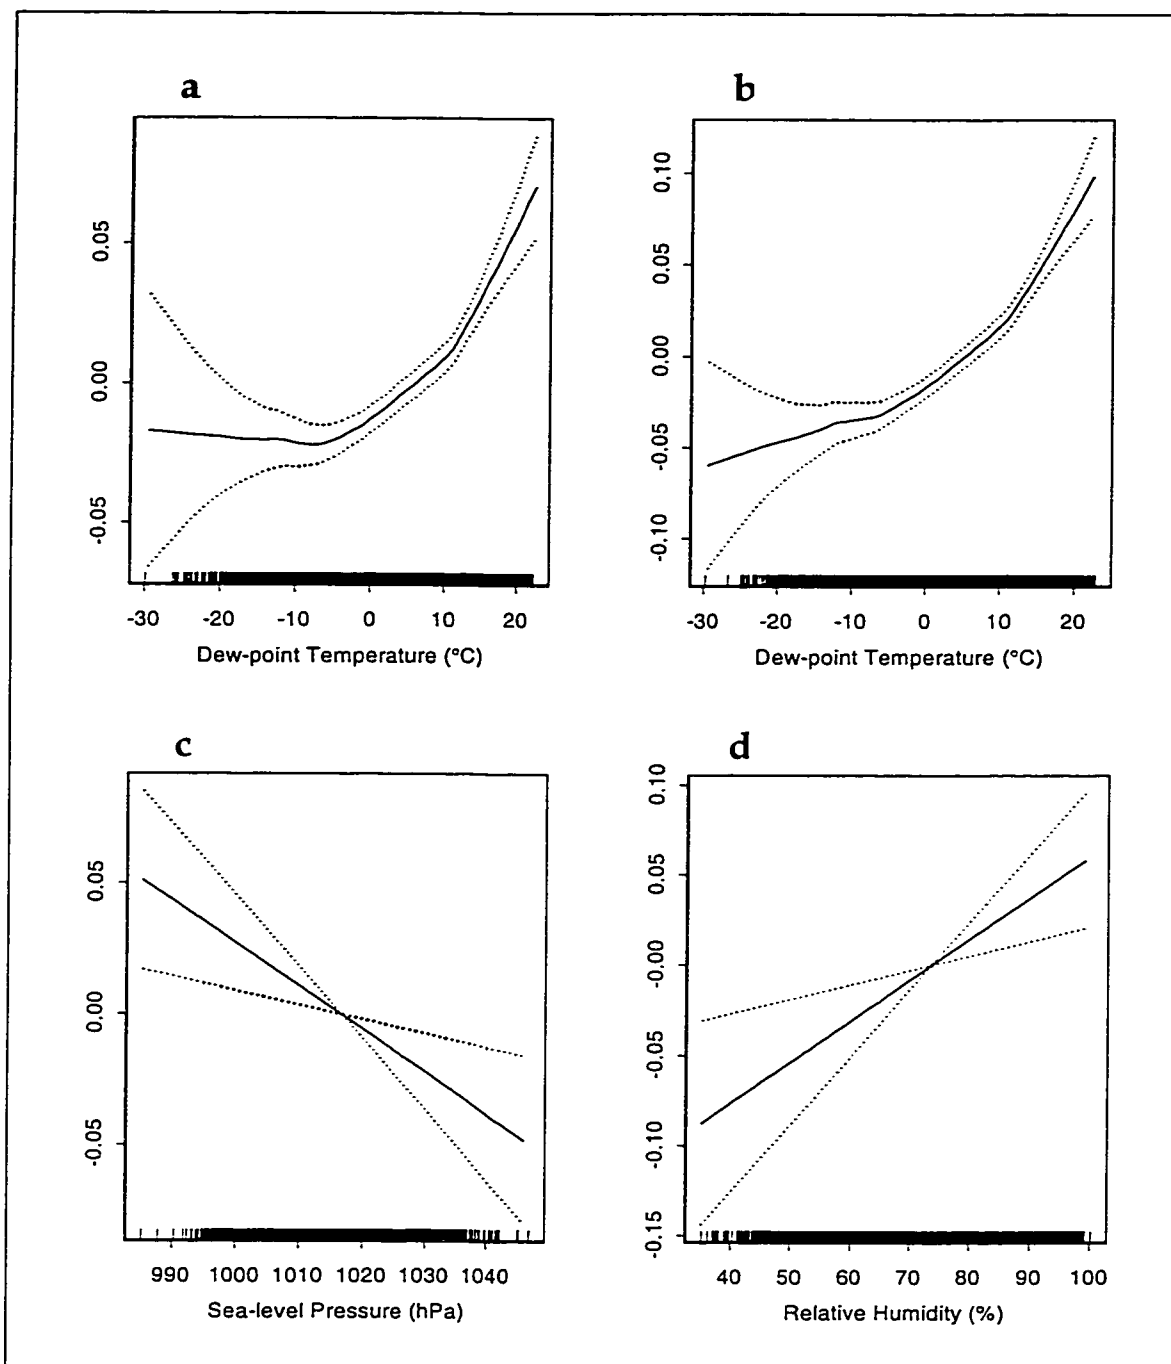 a
0.05
0.00
-0.05
-30 -20 -10 0 10 20
Dew-point Temperature (°C)
b
0.10
0.05
0.00
-0.05
-0.10
-30 -20 -10 0 10 20
Dew-point Temperature (°C)
c
0.05
0.00
-0.05
990 1000 1010 1020 1030 1040
Sea-level Pressure (hPa)
d
0.10
0.05
-0.00
-0.05
-0.10
-0.15
40 50 60 70 80 90 100
Relative Humidity (%)